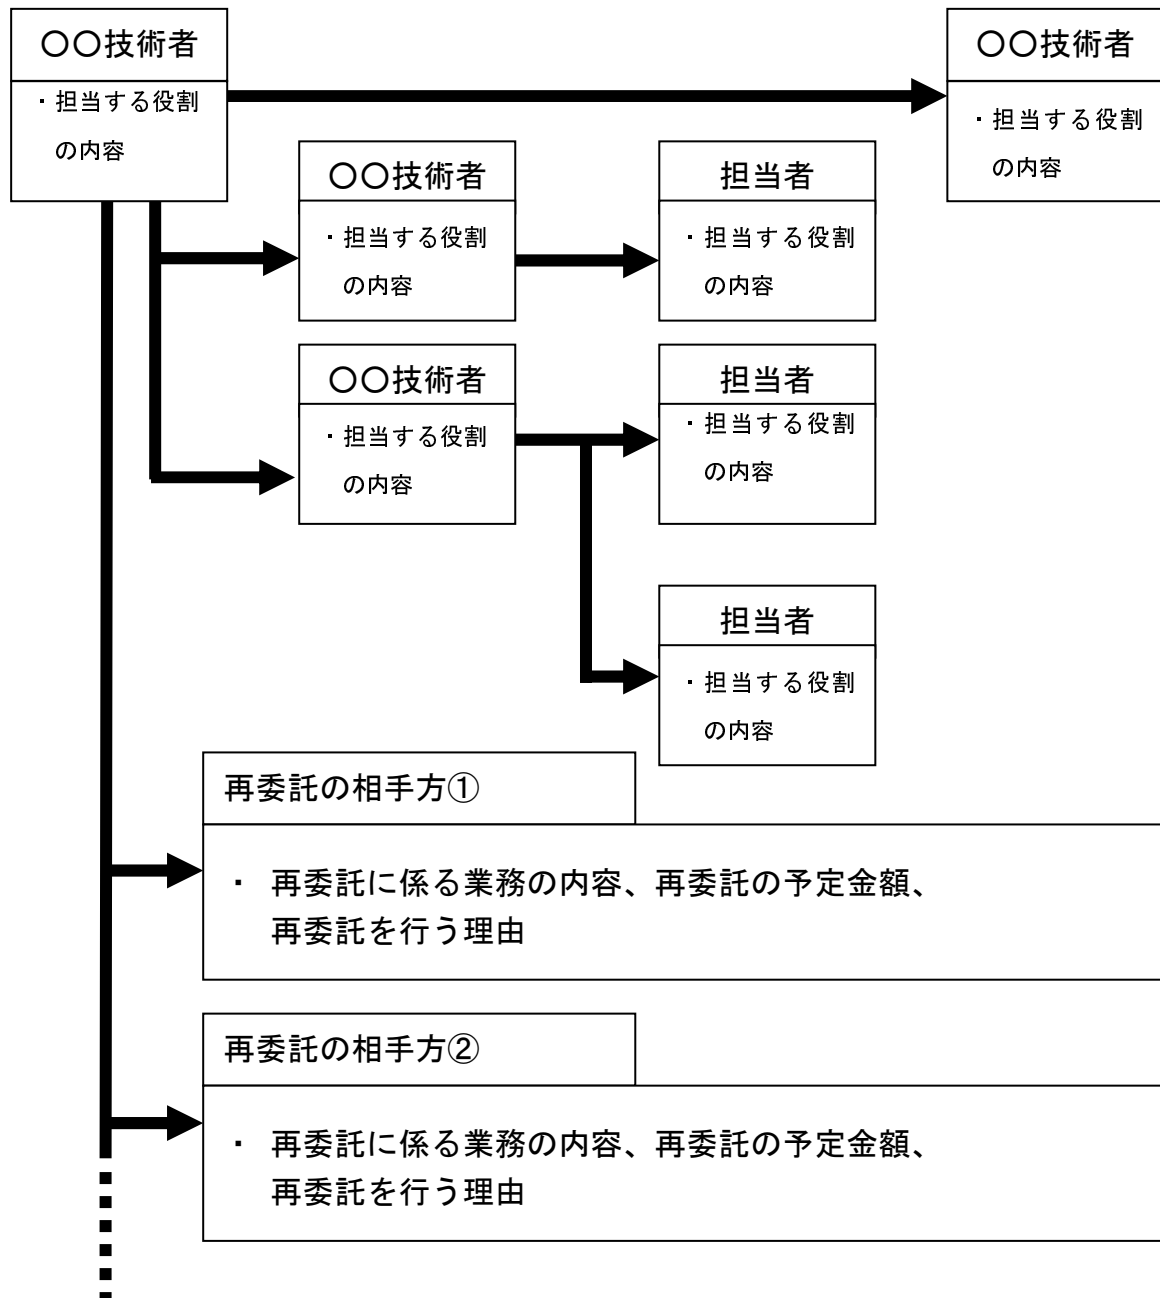 〇〇技術者
・担当する役割
の内容
〇〇技術者
・担当する役割
の内容
〇〇技術者
・担当する役割
の内容
担当者
・担当する役割
の内容
〇〇技術者
・担当する役割
の内容
担当者
・担当する役割
の内容
担当者
・担当する役割
の内容
再委託の相手方①
・ 再委託に係る業務の内容、再委託の予定金額、
再委託を行う理由
再委託の相手方②
・ 再委託に係る業務の内容、再委託の予定金額、
再委託を行う理由